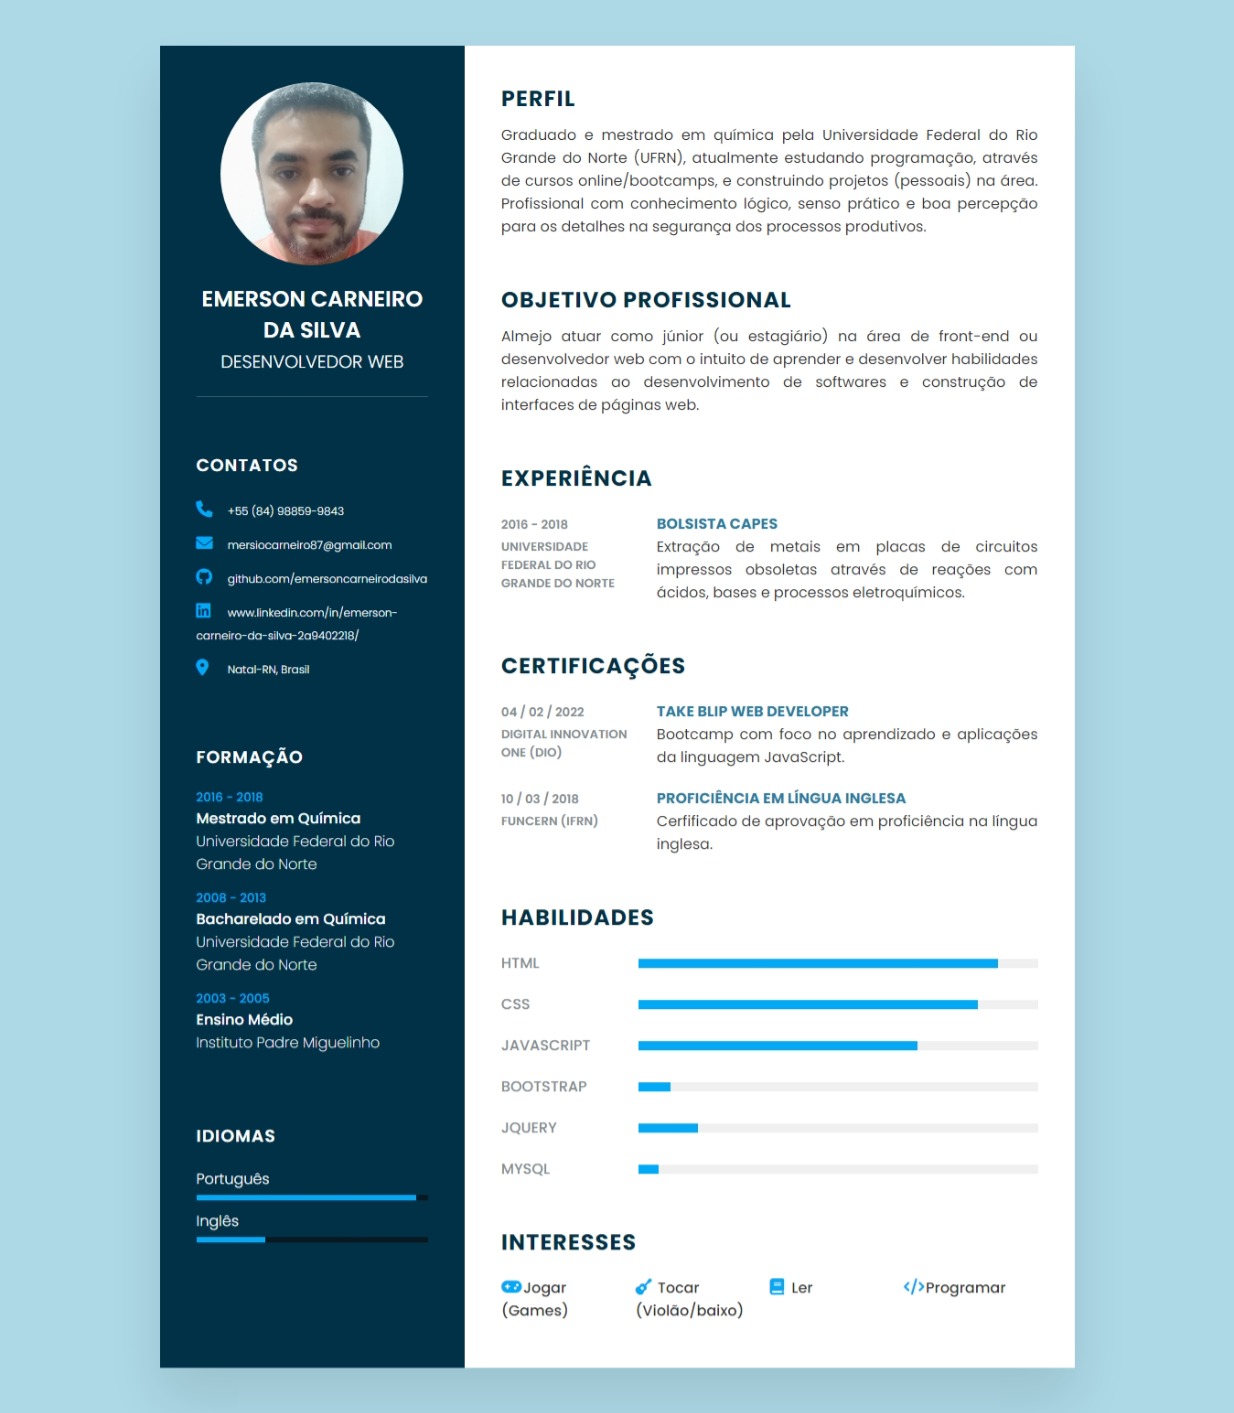 EMERSON CARNEIRO
DA SILVA
DESENVOLVEDOR WEB
CONTATOS
+55 (84) 98859-9843
mersiocarneiro87@gmail.com
github.com/emersoncarneirodasilva
www.linkedin.com/in/emerson-
carneiro-da-silva-2a9402218/
Natal-RN, Brasil
FORMAÇÃO
2016 - 2018
Mestrado em Química
Universidade Federal do Rio
Grande do Norte
2008 - 2013
Bacharelado em Química
Universidade Federal do Rio
Grande do Norte
2003 - 2005
Ensino Médio
Instituto Padre Miguelinho
IDIOMAS
Português
Inglês
PERFIL
Graduado e mestrado em química pela Universidade Federal do Rio
Grande do Norte (UFRN), atualmente estudando programação, através
de cursos online/bootcamps, e construindo projetos (pessoais) na área.
Profissional com conhecimento lógico, senso prático e boa percepção
para os detalhes na segurança dos processos produtivos.
OBJETIVO PROFISSIONAL
Almejo atuar como júnior (ou estagiário) na área de front-end ou
desenvolvedor web com o intuito de aprender e desenvolver habilidades
relacionadas ao desenvolvimento de softwares e construção de
interfaces de páginas web.
EXPERIÊNCIA
2016 - 2018
UNIVERSIDADE
FEDERAL DO RIO
GRANDE DO NORTE
BOLSISTA CAPES
Extração de metais em placas de circuitos
impressos obsoletas através de reações com
ácidos, bases e processos eletroquímicos.
CERTIFICAÇÕES
04 / 02 / 2022
DIGITAL INNOVATION
ONE (DIO)
TAKE BLIP WEB DEVELOPER
Bootcamp com foco no aprendizado e aplicações
da linguagem JavaScript.
10 / 03 / 2018
FUNCERN (IFRN)
PROFICIÊNCIA EM LÍNGUA INGLESA
Cerfificado de aprovação em proficiência na língua
inglesa.
HABILIDADES
HTML
CSS
JAVASCRIPT
BOOTSTRAP
JQUERY
MYSQL
INTERESSES
Jogar
(Games)
Tocar
(Violão/baixo)
Ler
Programar